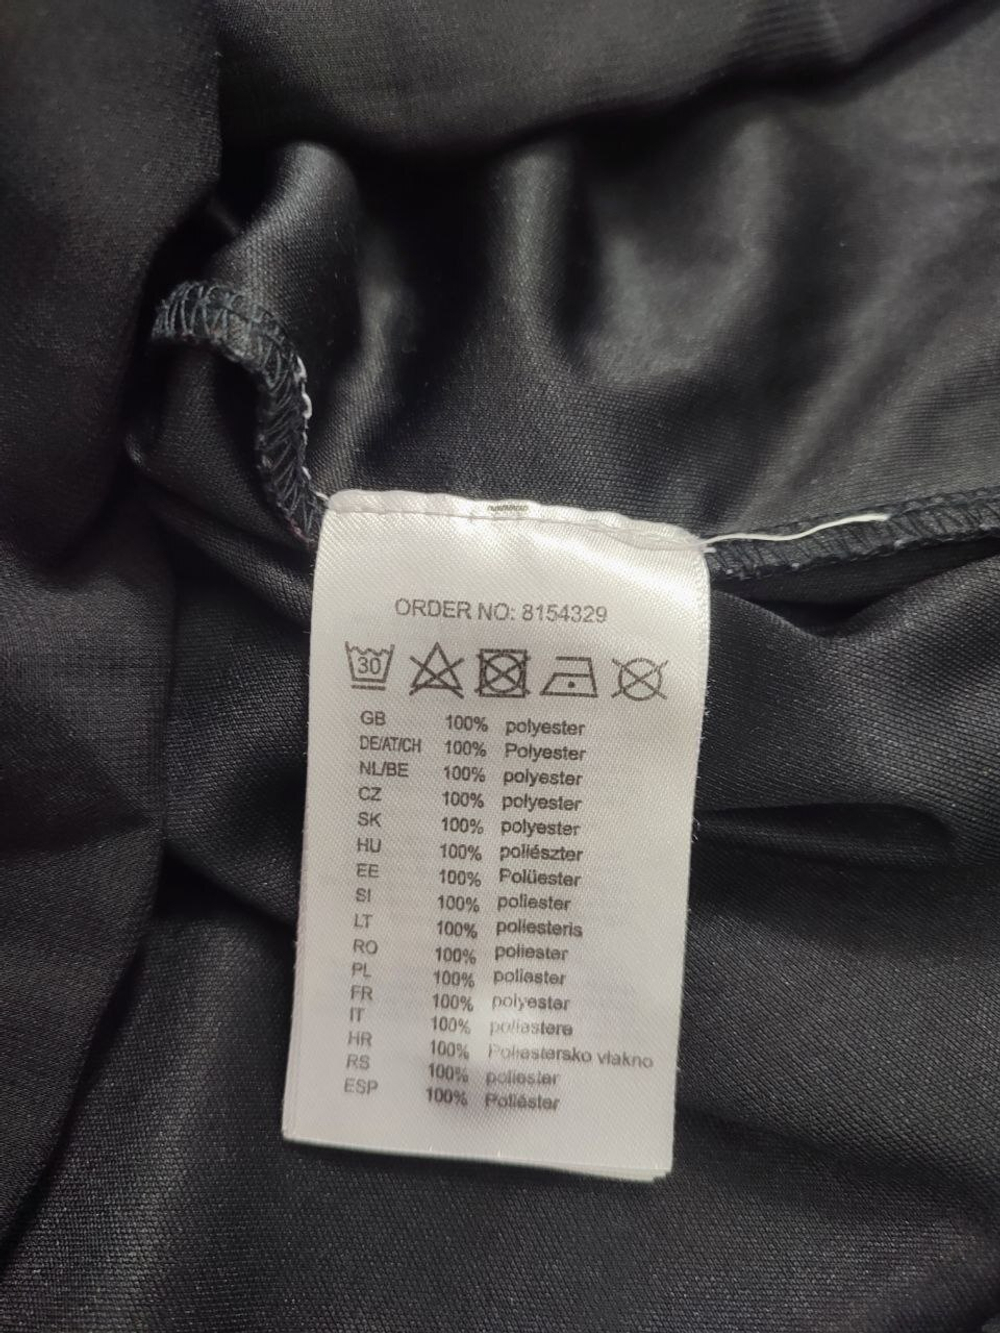 ORDER NO: 8154329
30
GB 100% polyester
DE/AT/CH 100% Polyester
NL/BE 100% polyester
CZ 100% polyester
SK 100% polyester
HU 100% poliészter
EE 100% Polüester
SI 100% poliester
LT 100% poliesteris
RO 100% poliester
PL 100% poliester
FR 100% polyester
IT 100% poliestere
HR 100% Poliestersko vlakno
RS 100% poliester
ESP 100% Poliéster